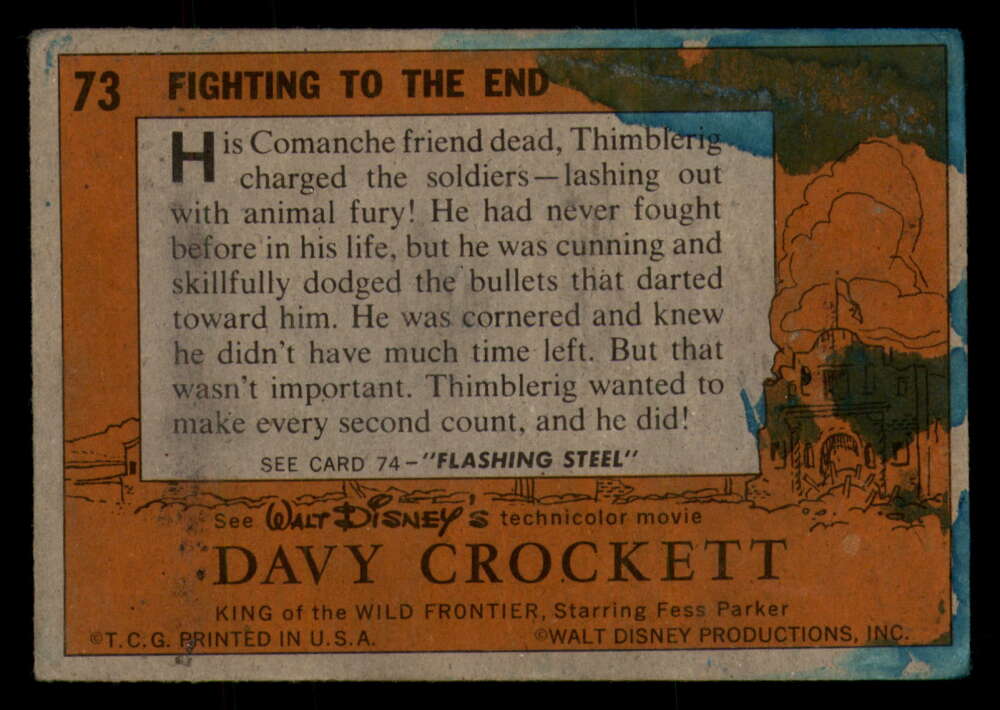 73 FIGHTING TO THE END
His Comanche friend dead, Thimblerig
charged the soldiers—lashing out
with animal fury! He had never fought
before in his life, but he was cunning and
skillfully dodged the bullets that darted
toward him. He was cornered and knew
he didn't have much time left. But that
wasn't important. Thimblerig wanted to
make every second count, and he did!
SEE CARD 74—"FLASHING STEEL"
See WALT DISNEY'S technicolor movie
DAVY CROCKETT
KING of the WILD FRONTIER, Starring Fess Parker
©T.C.G. PRINTED IN U.S.A. ©WALT DISNEY PRODUCTIONS, INC.